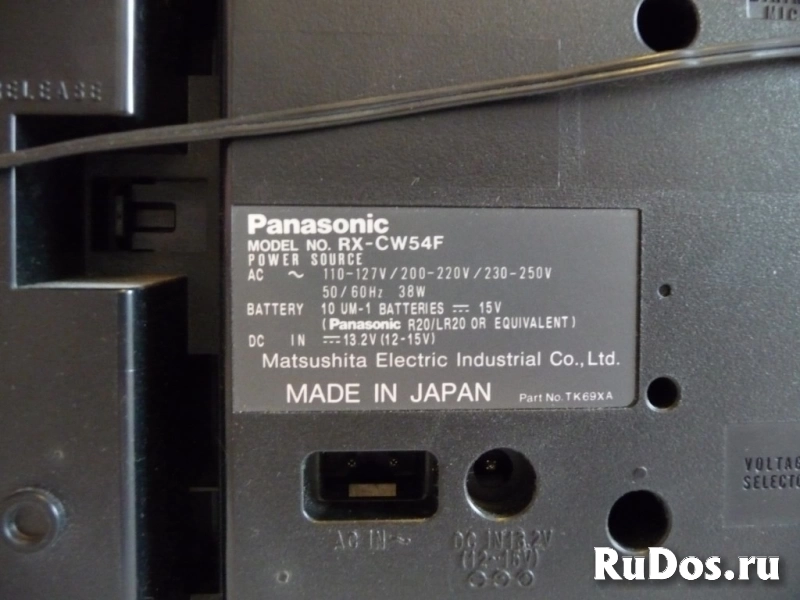 RELEASE
MIC
Panasonic
MODEL NO. RX-CW54F
POWER SOURCE
AC ~ 110-127V/200-220V/230-250V
50/60Hz 38W
BATTERY 10 UM-1 BATTERIES ⎓ 15V
(Panasonic R20/LR20 OR EQUIVALENT)
DC IN ⎓ 13.2V (12-15V)
Matsushita Electric Industrial Co., Ltd.
MADE IN JAPAN Part No. TK69XA
VOLTAG
SELECTO
AC IN ~
DC IN 13.2V
(12-15V)
RuDos.ru